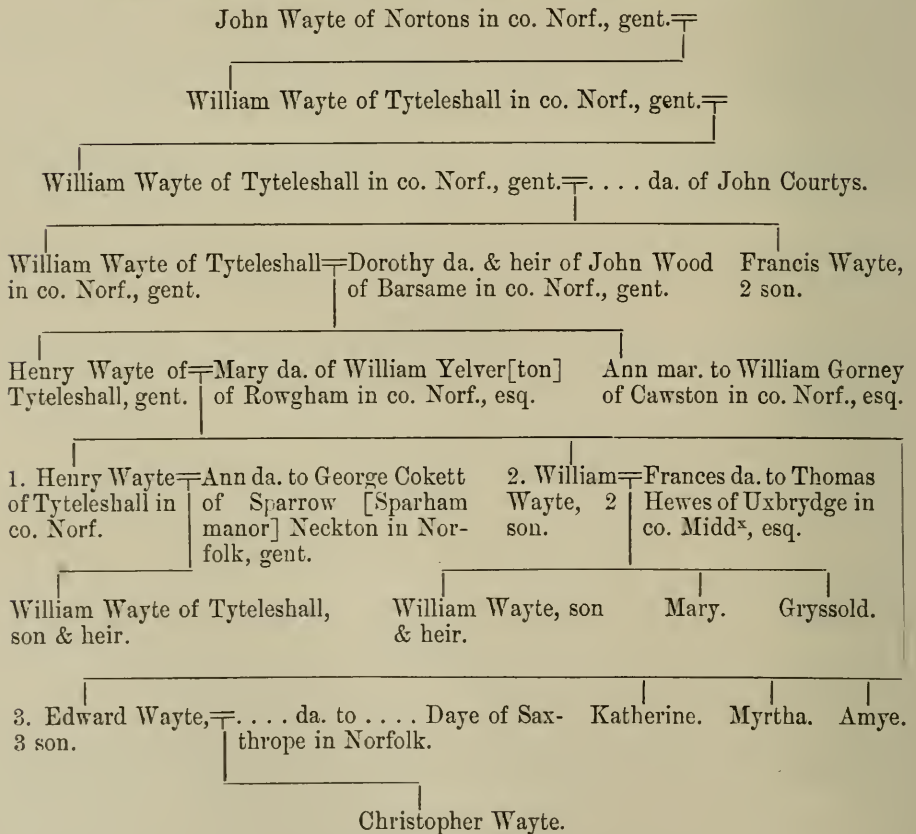 John Wayte of Nortons in co. Norf., gent.
William Wayte of Tyteleshall in co. Norf., gent.
William Wayte of Tyteleshall in co. Norf., gent. . . . . da. of John Courtys.
William Wayte of Tyteleshall
in co. Norf., gent.
Dorothy da. & heir of John Wood
of Barsame in co. Norf., gent.
Francis Wayte,
2 son.
Henry Wayte of
Tyteleshall, gent.
Mary da. of William Yelver[ton]
of Rowgham in co. Norf., esq.
Ann mar. to William Gorney
of Cawston in co. Norf., esq.
1. Henry Wayte
of Tyteleshall in
co. Norf.
Ann da. to George Cokett
of Sparrow [Sparham
manor] Neckton in Nor-
folk, gent.
2. William
Wayte, 2
son.
Frances da. to Thomas
Hewes of Uxbrydge in
co. Middˣ, esq.
William Wayte of Tyteleshall,
son & heir.
William Wayte, son
& heir.
Mary.
Gryssold.
3. Edward Wayte,
3 son.
. . . . da. to . . . . Daye of Sax-
thrope in Norfolk.
Katherine.
Myrtha.
Amye.
Christopher Wayte.